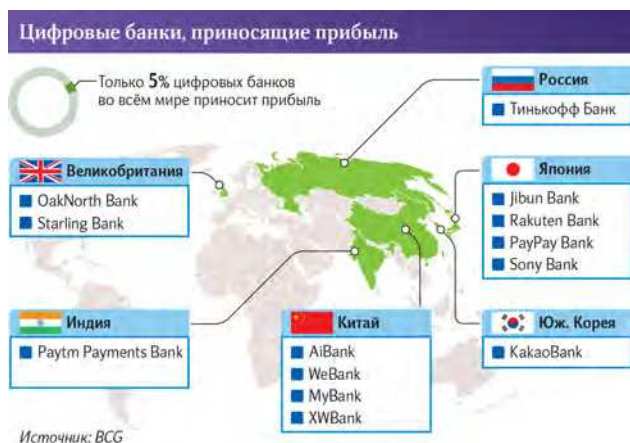 Цифровые банки, приносящие прибыль
Только 5% цифровых банков
во всём мире приносит прибыль
Россия
Тинькофф Банк
Великобритания
OakNorth Bank
Starling Bank
Япония
Jibun Bank
Rakuten Bank
PayPay Bank
Sony Bank
Индия
Paytm Payments Bank
Китай
AiBank
WeBank
MyBank
XWBank
Юж. Корея
KakaoBank
Источник: BCG